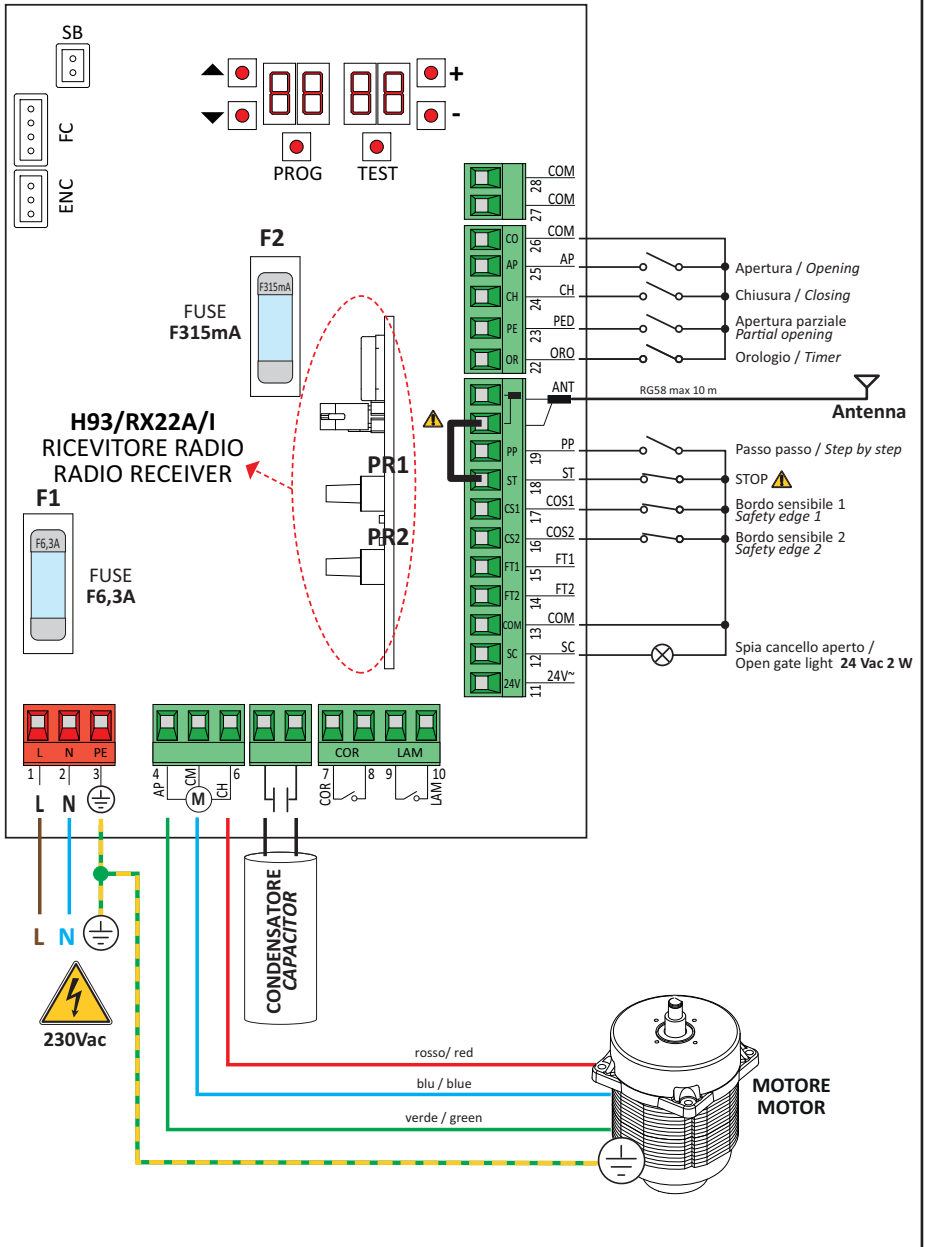 SB
FC
ENC
+
-
PROG
TEST
F2
F315mA
FUSE
F315mA
H93/RX22A/I
RICEVITORE RADIO
RADIO RECEIVER
PR1
PR2
F1
F6,3A
FUSE
F6,3A
28 COM
27 COM
CO 26 COM
AP 25 AP
Apertura / Opening
CH 24 CH
Chiusura / Closing
PE 23 PED
Apertura parziale
Partial opening
OR 22 ORO
Orologio / Timer
ANT
RG58 max 10 m
Antenna
PP 19 PP
Passo passo / Step by step
ST 18 ST
STOP
CS1 17 COS1
Bordo sensibile 1
Safety edge 1
CS2 16 COS2
Bordo sensibile 2
Safety edge 2
FT1 15 FT1
FT2 14 FT2
COM 13 COM
SC 12 SC
Spia cancello aperto /
Open gate light 24 Vac 2 W
24V 11 24V~
L N PE
COR LAM
1 2 3 4 6 7 8 9 10
AP CM CH COR LAM
L N
M
CONDENSATORE
CAPACITOR
L N
230Vac
rosso/ red
blu / blue
verde / green
MOTORE
MOTOR